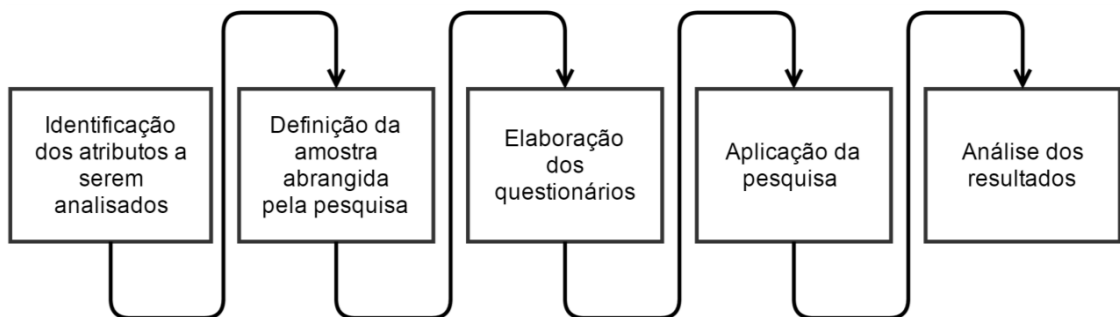 Identificação
dos atributos a
serem
analisados
Definição da
amostra
abrangida
pela pesquisa
Elaboração
dos
questionários
Aplicação da
pesquisa
Análise dos
resultados